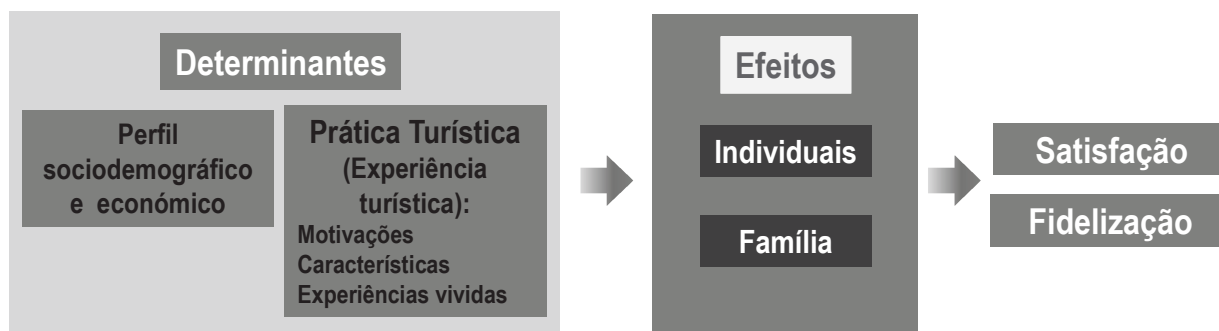 Determinantes
Perfil
sociodemográfico
e económico
Prática Turística
(Experiência
turística):
Motivações
Características
Experiências vividas
Efeitos
Individuais
Família
Satisfação
Fidelização